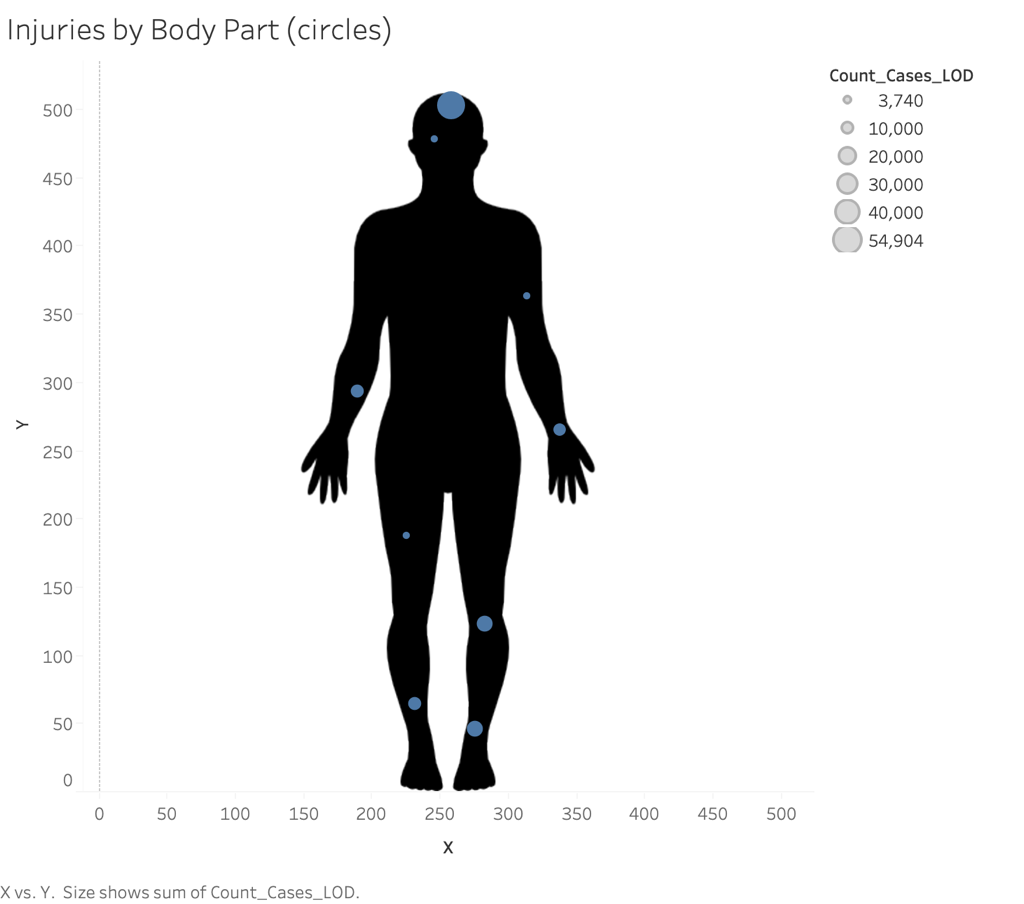 Injuries by Body Part (circles)
Count_Cases_LOD
3,740
10,000
20,000
30,000
40,000
54,904
500
450
400
350
300
250
200
150
100
50
0
Y
0 50 100 150 200 250 300 350 400 450 500
X
X vs. Y. Size shows sum of Count_Cases_LOD.